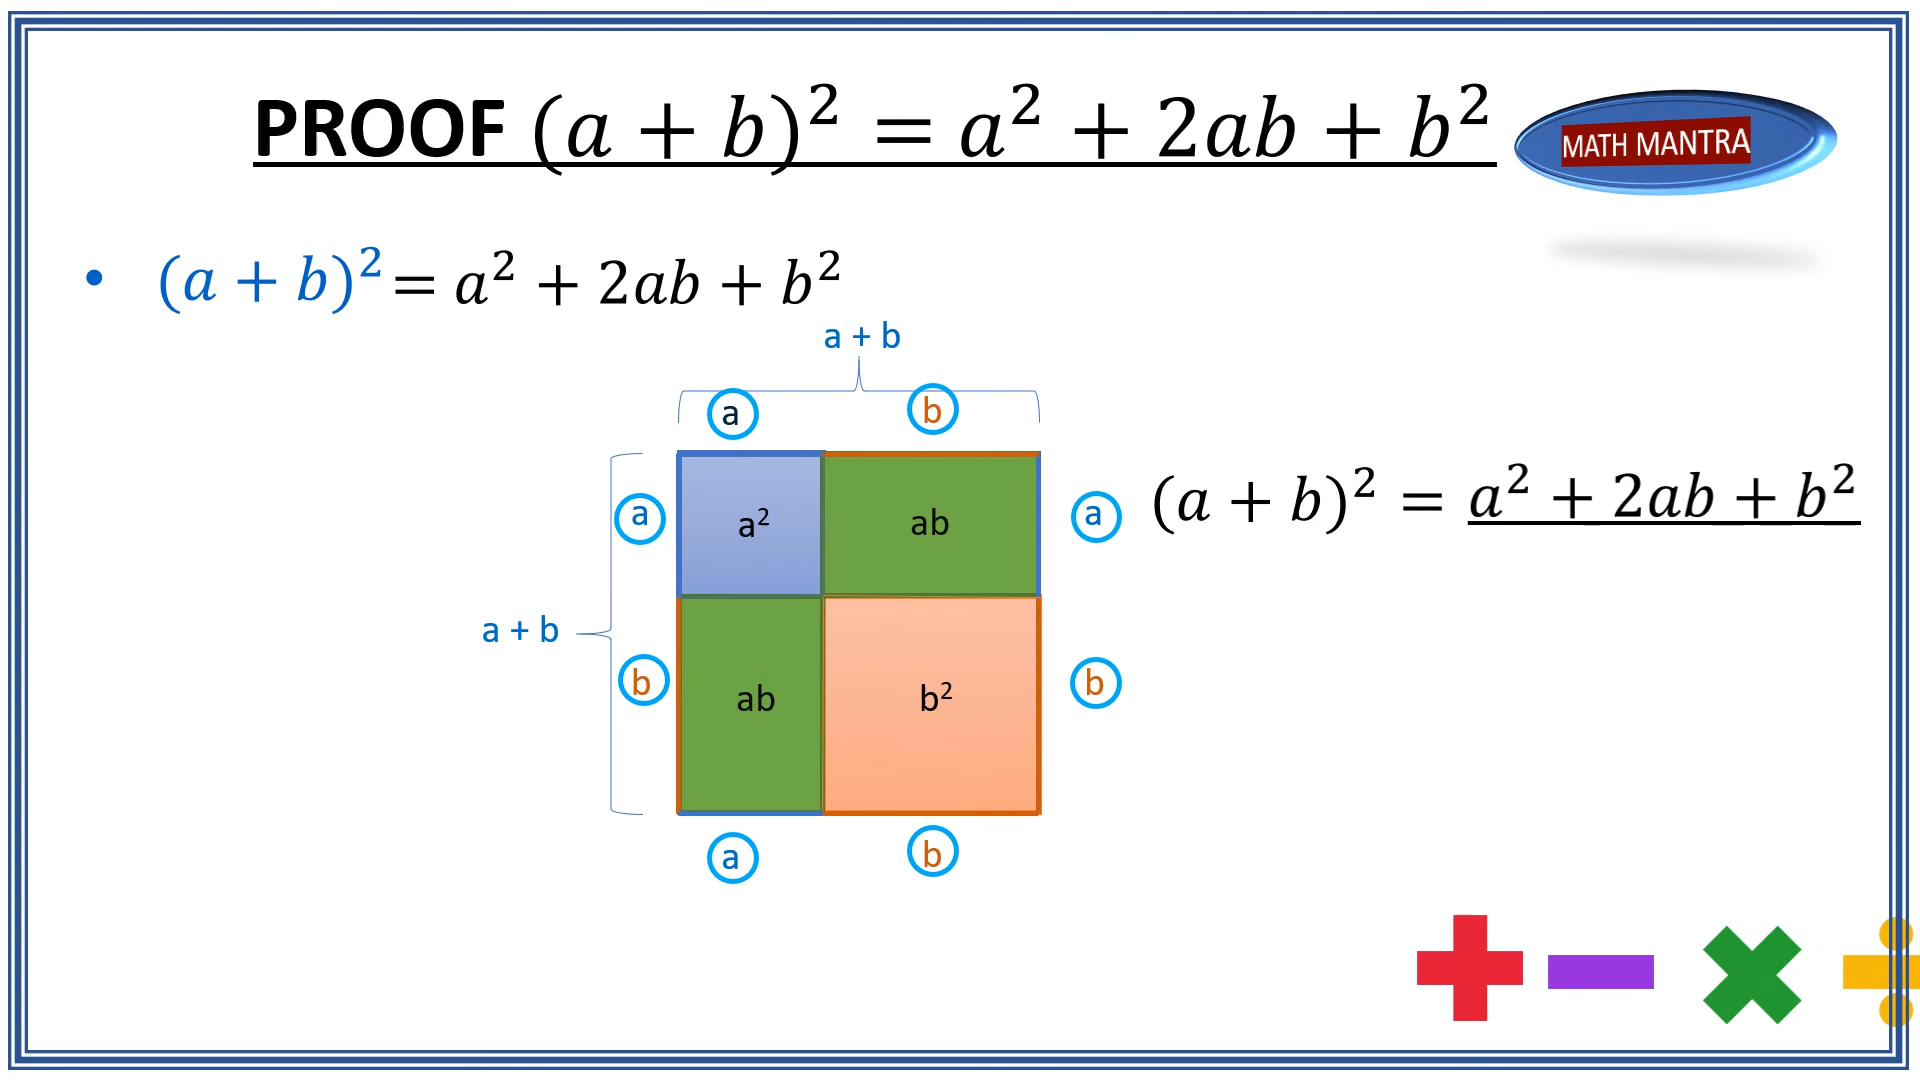 PROOF (a + b)² = a² + 2ab + b²
MATH MANTRA
• (a + b)² = a² + 2ab + b²
a + b
a b
a a² ab a
(a + b)² = a² + 2ab + b²
a + b
b ab b² b
a b